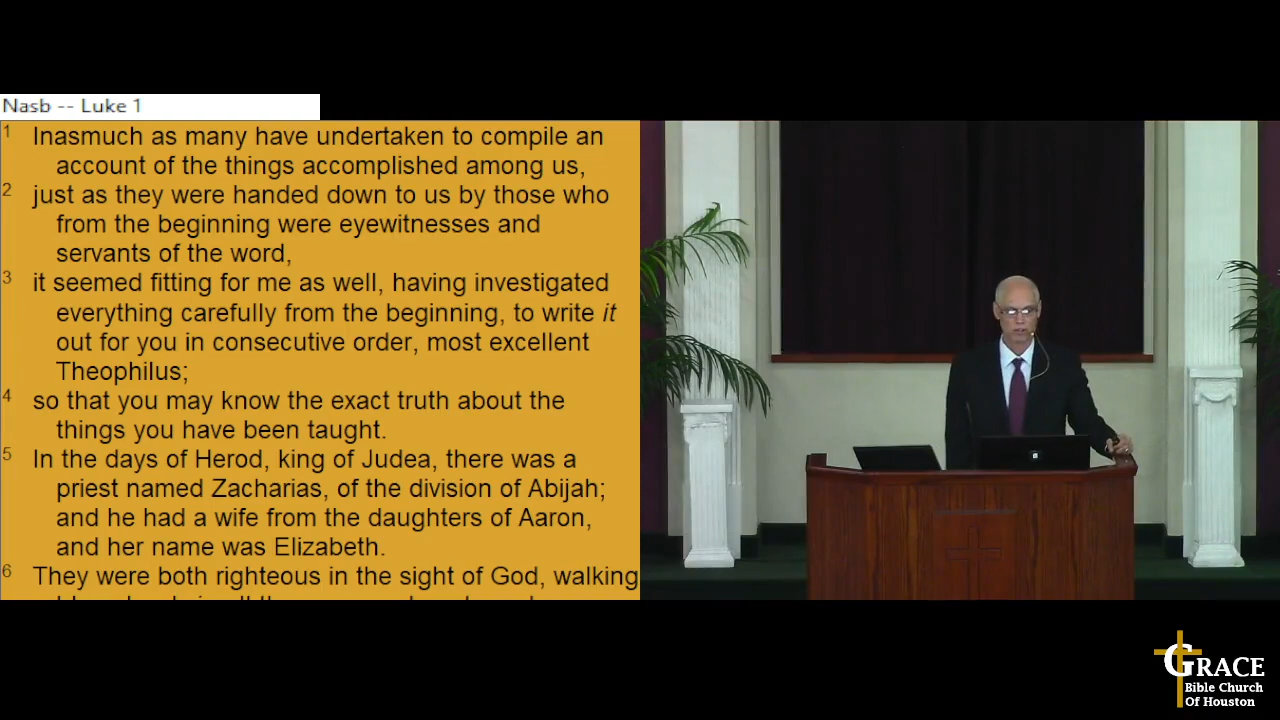 Nasb -- Luke 1
1 Inasmuch as many have undertaken to compile an
account of the things accomplished among us,
2 just as they were handed down to us by those who
from the beginning were eyewitnesses and
servants of the word,
3 it seemed fitting for me as well, having investigated
everything carefully from the beginning, to write it
out for you in consecutive order, most excellent
Theophilus;
4 so that you may know the exact truth about the
things you have been taught.
5 In the days of Herod, king of Judea, there was a
priest named Zacharias, of the division of Abijah;
and he had a wife from the daughters of Aaron,
and her name was Elizabeth.
6 They were both righteous in the sight of God, walking
GRACE
Bible Church
Of Houston